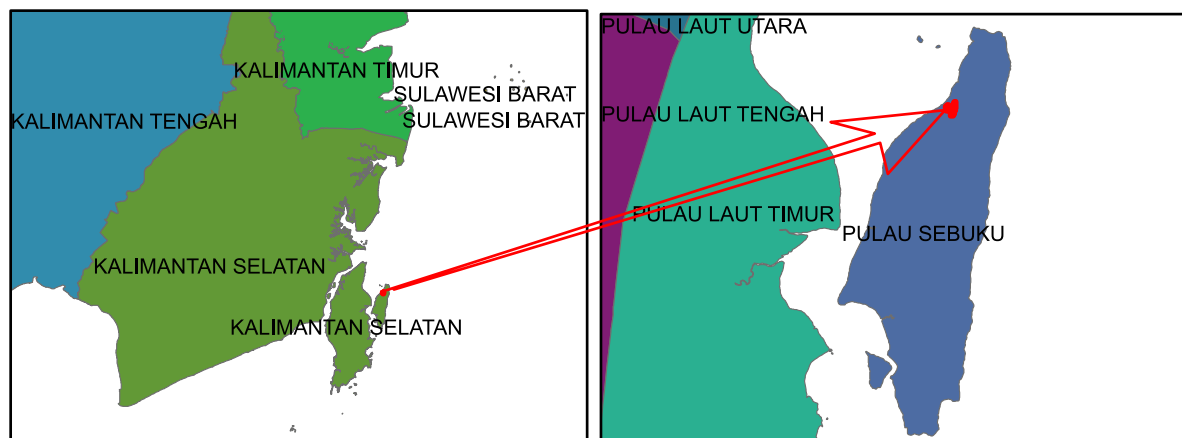 KALIMANTAN TIMUR
SULAWESI BARAT
KALIMANTAN TENGAH
SULAWESI BARAT
KALIMANTAN SELATAN
KALIMANTAN SELATAN
PULAU LAUT UTARA
PULAU LAUT TENGAH
PULAU LAUT TIMUR
PULAU SEBUKU